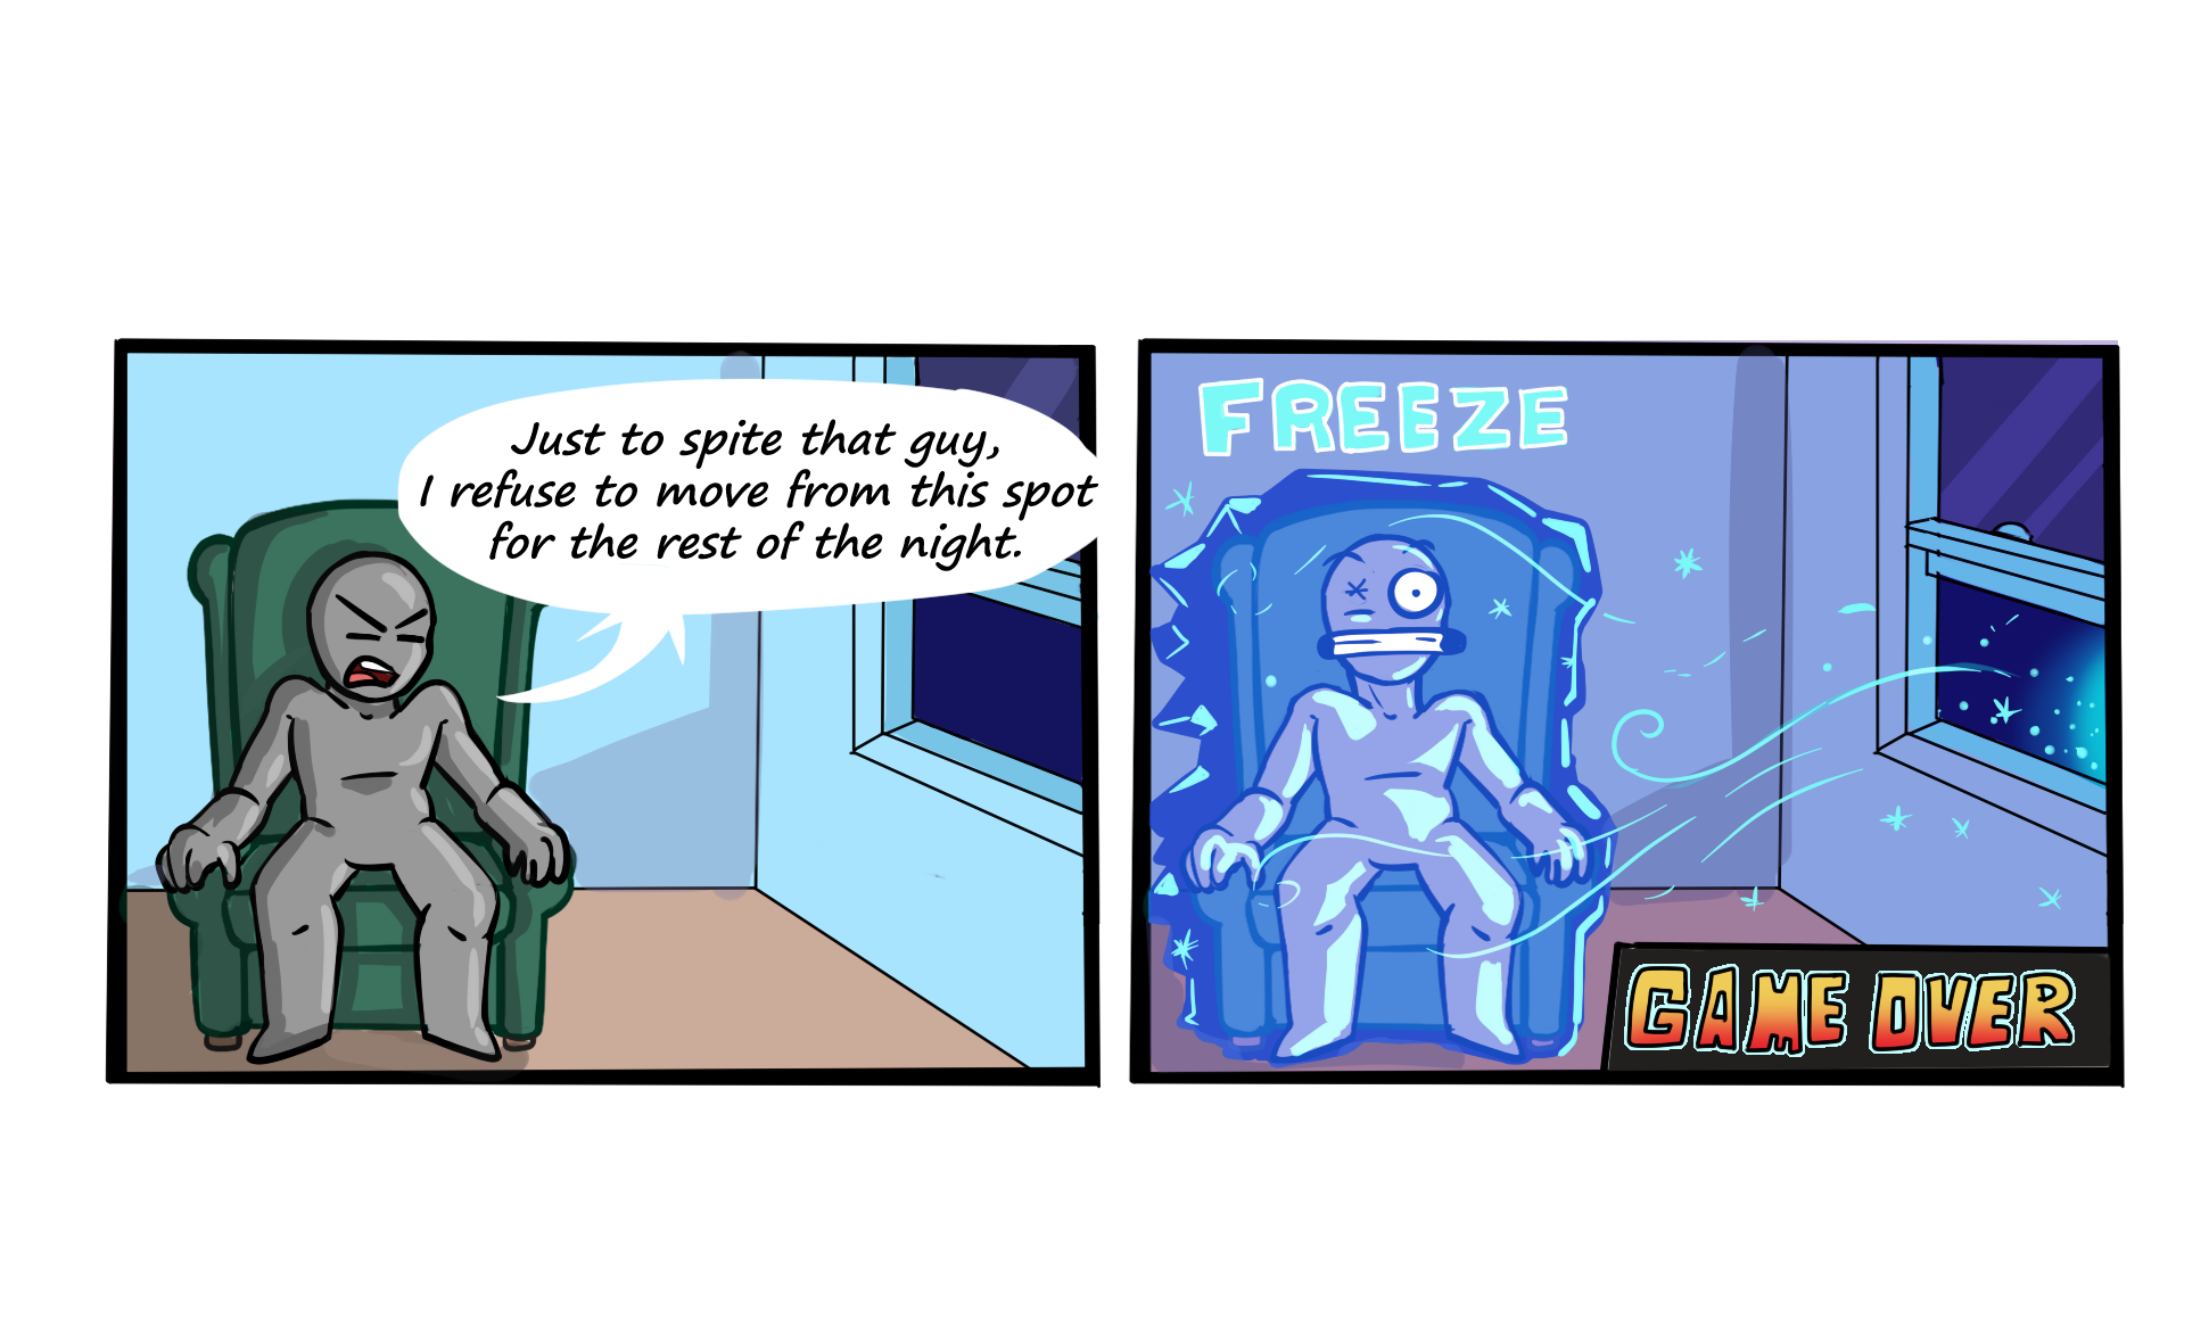 Just to spite that guy,
I refuse to move from this spot
for the rest of the night.
FREEZE
GAME OVER